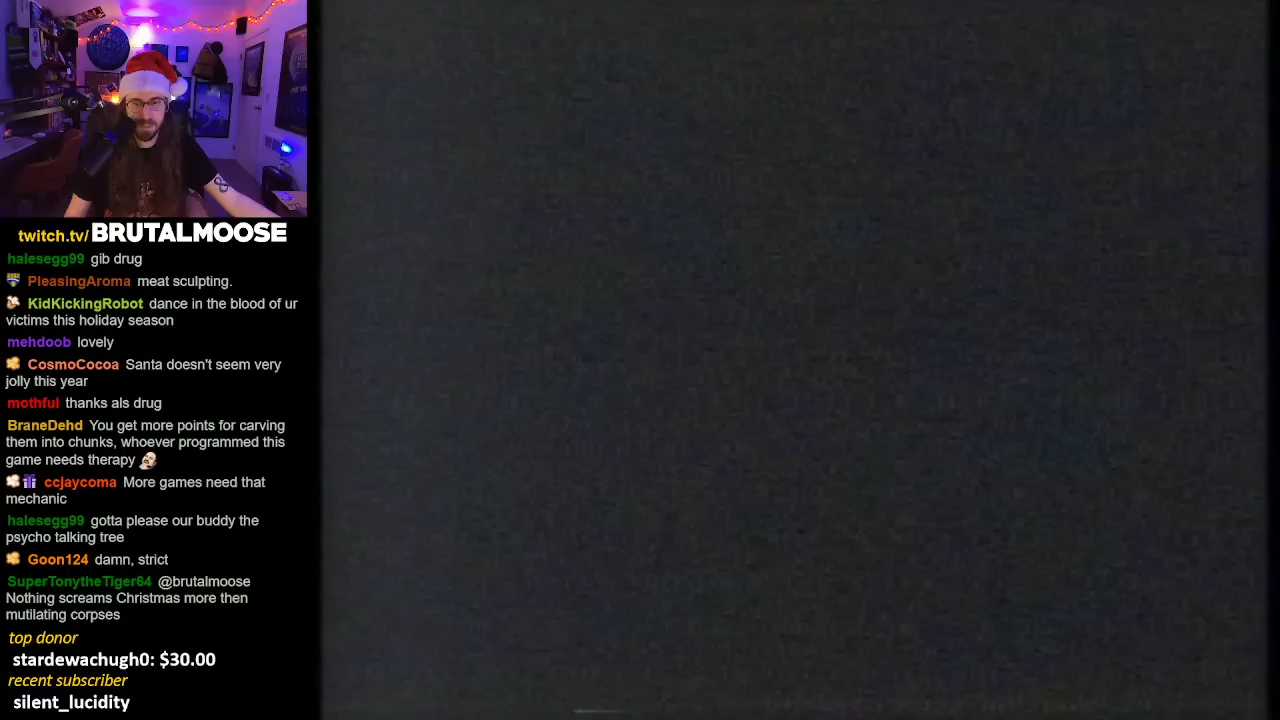 twitch.tv/BRUTALMOOSE
halesegg99 gib drug
PleasingAroma meat sculpting.
KidKickingRobot dance in the blood of ur
victims this holiday season
mehdoob lovely
CosmoCocoa Santa doesn't seem very
jolly this year
mothful thanks als drug
BraneDehd You get more points for carving
them into chunks, whoever programmed this
game needs therapy
ccjaycoma More games need that
mechanic
halesegg99 gotta please our buddy the
psycho talking tree
Goon124 damn, strict
SuperTonytheTiger64 @brutalmoose
Nothing screams Christmas more then
mutilating corpses
top donor
stardewachugh0: $30.00
recent subscriber
silent_lucidity